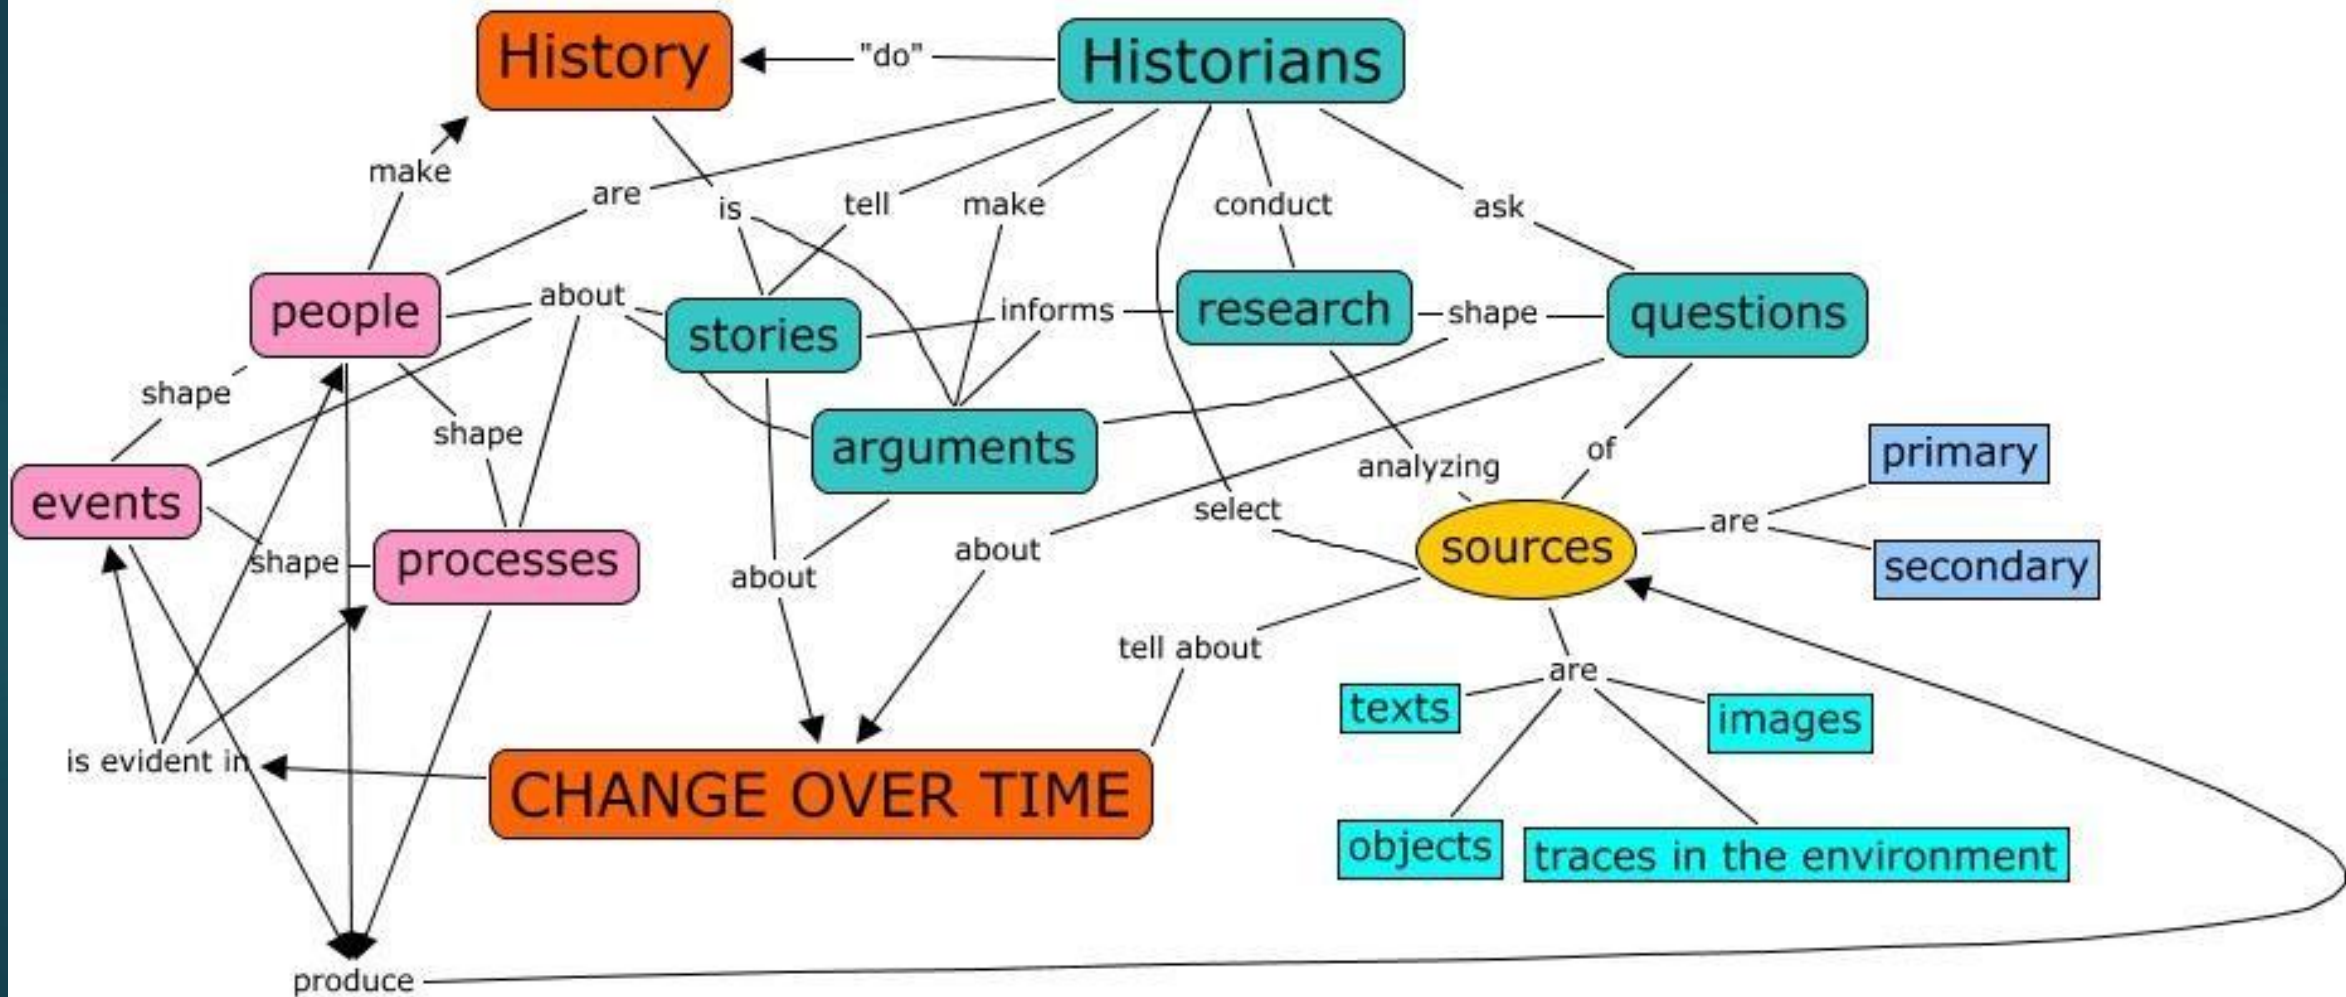 History
"do"
Historians
make
are
is
tell
make
conduct
ask
people
about
stories
informs
research
shape
questions
shape
shape
arguments
analyzing
of
primary
events
select
are
shape
processes
about
about
sources
secondary
tell about
are
texts
images
is evident in
CHANGE OVER TIME
objects
traces in the environment
produce